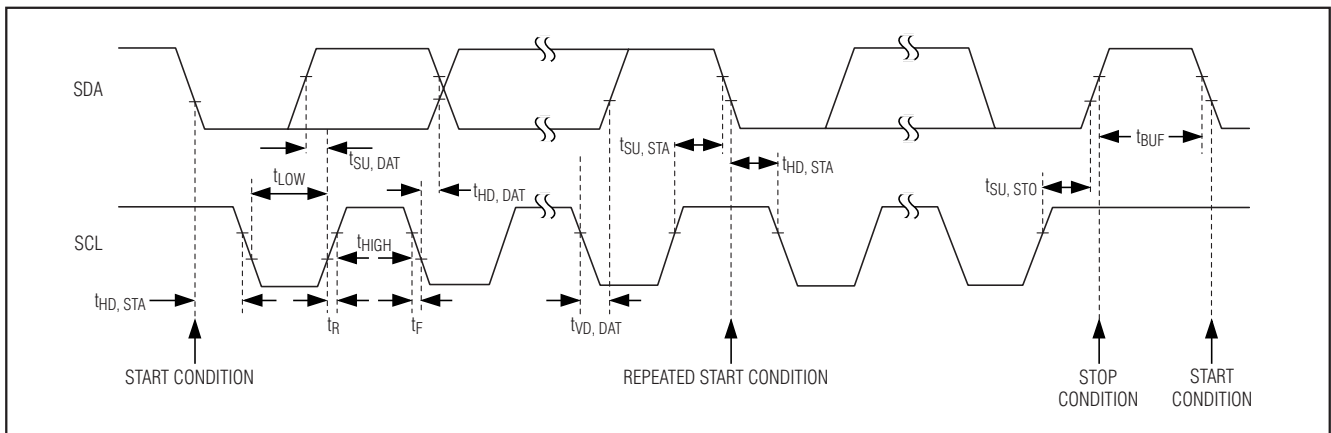 SDA
tSU, DAT
tLOW
tHD, DAT
tSU, STA
tHD, STA
tBUF
tSU, STO
SCL
tHIGH
tHD, STA
tR
tF
tVD, DAT
START CONDITION
REPEATED START CONDITION
STOP
CONDITION
START
CONDITION